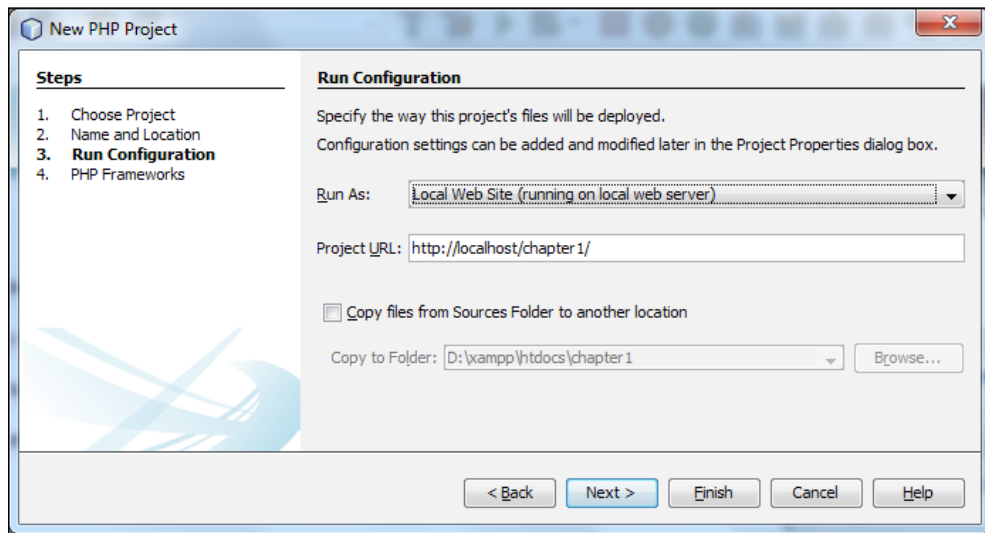 New PHP Project
Steps
1. Choose Project
2. Name and Location
3. Run Configuration
4. PHP Frameworks
Run Configuration
Specify the way this project's files will be deployed.
Configuration settings can be added and modified later in the Project Properties dialog box.
Run As: Local Web Site (running on local web server)
Project URL: http://localhost/chapter1/
Copy files from Sources Folder to another location
Copy to Folder: D:\xampp\htdocs\chapter1 Browse...
< Back Next > Finish Cancel Help